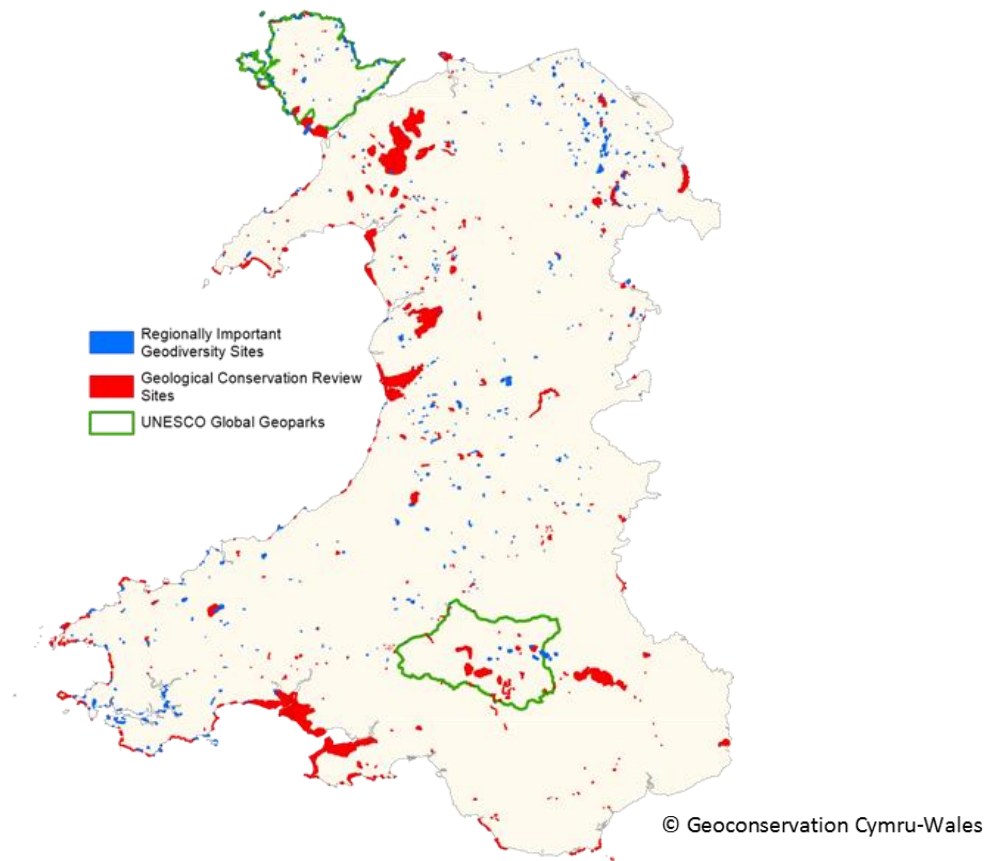 Regionally Important
Geodiversity Sites
Geological Conservation Review
Sites
UNESCO Global Geoparks
© Geoconservation Cymru-Wales